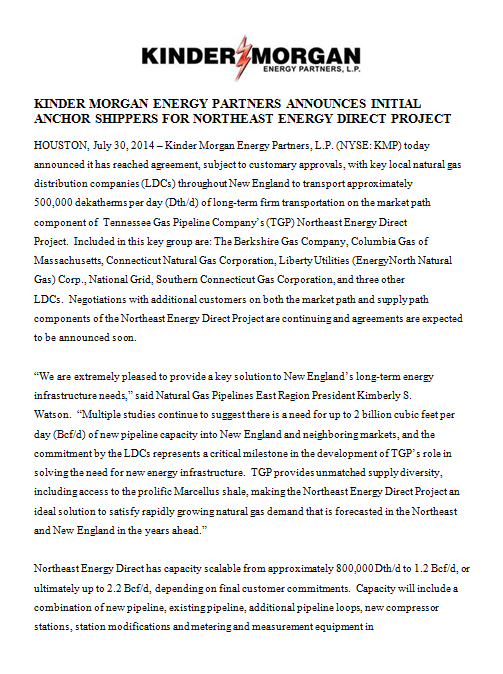 KINDER MORGAN
ENERGY PARTNERS, L.P.
KINDER MORGAN ENERGY PARTNERS ANNOUNCES INITIAL
ANCHOR SHIPPERS FOR NORTHEAST ENERGY DIRECT PROJECT
HOUSTON, July 30, 2014 – Kinder Morgan Energy Partners, L.P. (NYSE: KMP) today
announced it has reached agreement, subject to customary approvals, with key local natural gas
distribution companies (LDCs) throughout New England to transport approximately
500,000 dekatherms per day (Dth/d) of long-term firm transportation on the market path
component of Tennessee Gas Pipeline Company's (TGP) Northeast Energy Direct
Project. Included in this key group are: The Berkshire Gas Company, Columbia Gas of
Massachusetts, Connecticut Natural Gas Corporation, Liberty Utilities (EnergyNorth Natural
Gas) Corp., National Grid, Southern Connecticut Gas Corporation, and three other
LDCs. Negotiations with additional customers on both the market path and supply path
components of the Northeast Energy Direct Project are continuing and agreements are expected
to be announced soon.
“We are extremely pleased to provide a key solution to New England's long-term energy
infrastructure needs,” said Natural Gas Pipelines East Region President Kimberly S.
Watson. “Multiple studies continue to suggest there is a need for up to 2 billion cubic feet per
day (Bcf/d) of new pipeline capacity into New England and neighboring markets, and the
commitment by the LDCs represents a critical milestone in the development of TGP's role in
solving the need for new energy infrastructure. TGP provides unmatched supply diversity,
including access to the prolific Marcellus shale, making the Northeast Energy Direct Project an
ideal solution to satisfy rapidly growing natural gas demand that is forecasted in the Northeast
and New England in the years ahead.”
Northeast Energy Direct has capacity scalable from approximately 800,000 Dth/d to 1.2 Bcf/d, or
ultimately up to 2.2 Bcf/d, depending on final customer commitments. Capacity will include a
combination of new pipeline, existing pipeline, additional pipeline loops, new compressor
stations, station modifications and metering and measurement equipment in